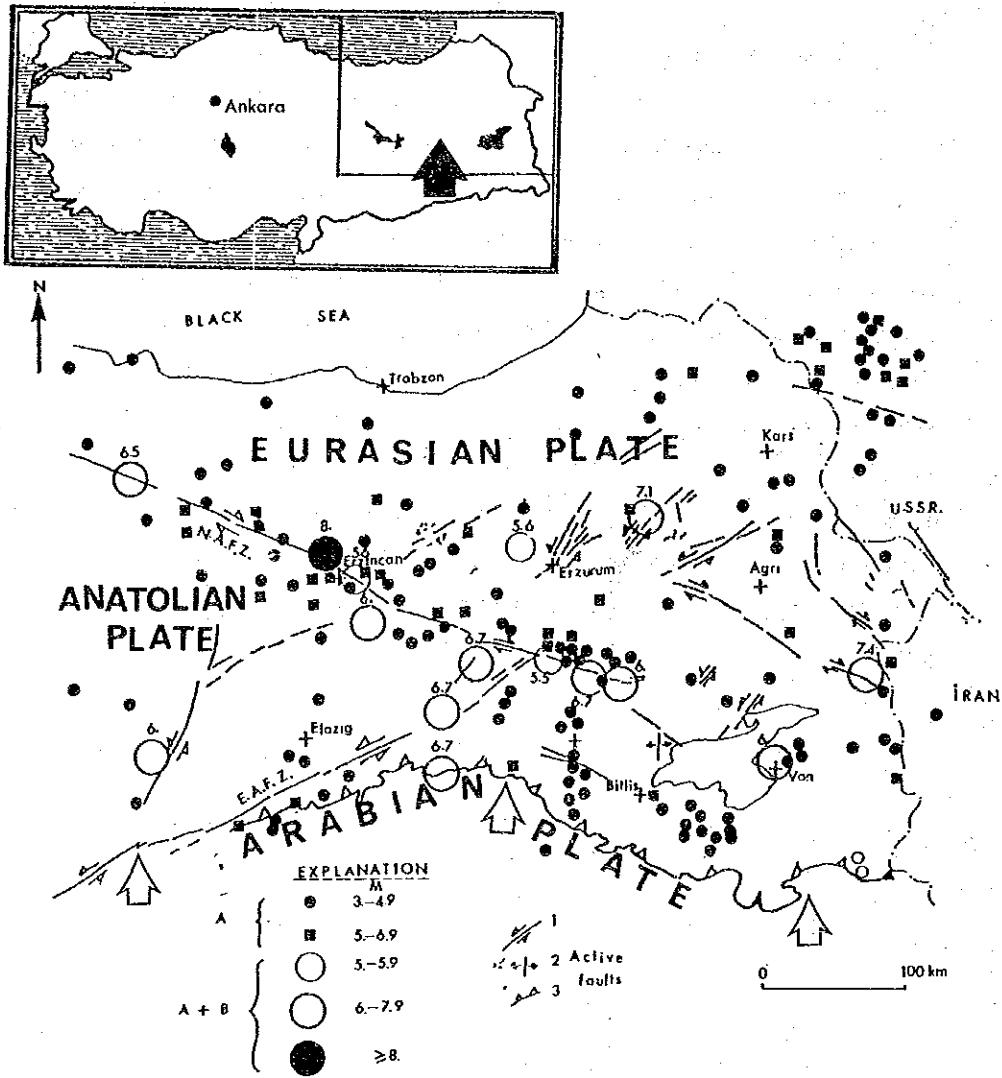 Ankara
N
BLACK SEA
Trabzon
EURASIAN PLATE
Kars
6.5
7.1
U.S.S.R.
N.A.F.Z.
8.
5.6
Erzincan
Erzurum
Agri
ANATOLIAN
PLATE
6.
6.7
5.5
7.4
6.7
6.7
İRAN
6.
Elazig
6.7
6.
Van
E.A.F.Z.
Bitlis
ARABIAN PLATE
EXPLANATION
M
A
3.-4.9
5.-6.9
A + B
5.-5.9
6.-7.9
≥8.
1
2 Active
faults
3
0 100 km